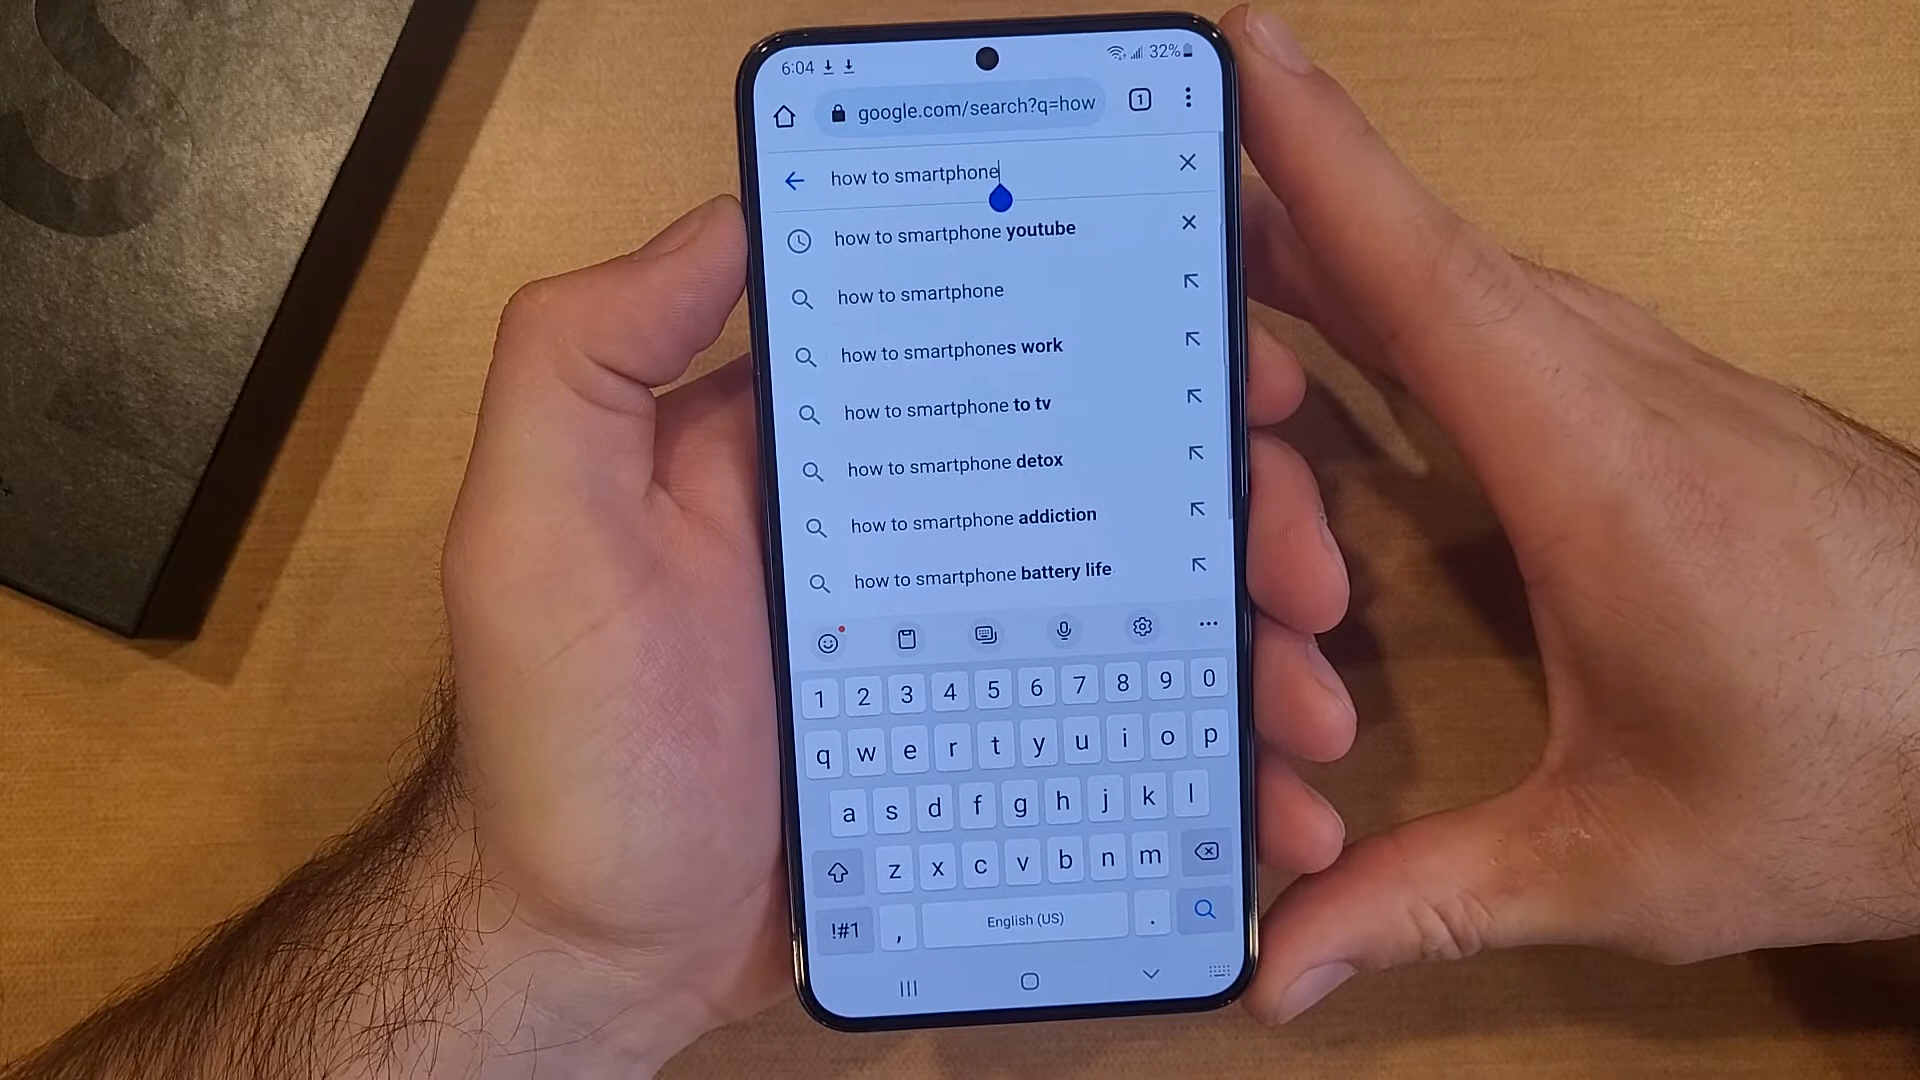 6:04 32%
google.com/search?q=how 1
how to smartphone
how to smartphone youtube
how to smartphone
how to smartphones work
how to smartphone to tv
how to smartphone detox
how to smartphone addiction
how to smartphone battery life
1 2 3 4 5 6 7 8 9 0
q w e r t y u i o p
a s d f g h j k l
z x c v b n m
!#1 , English (US) .
S